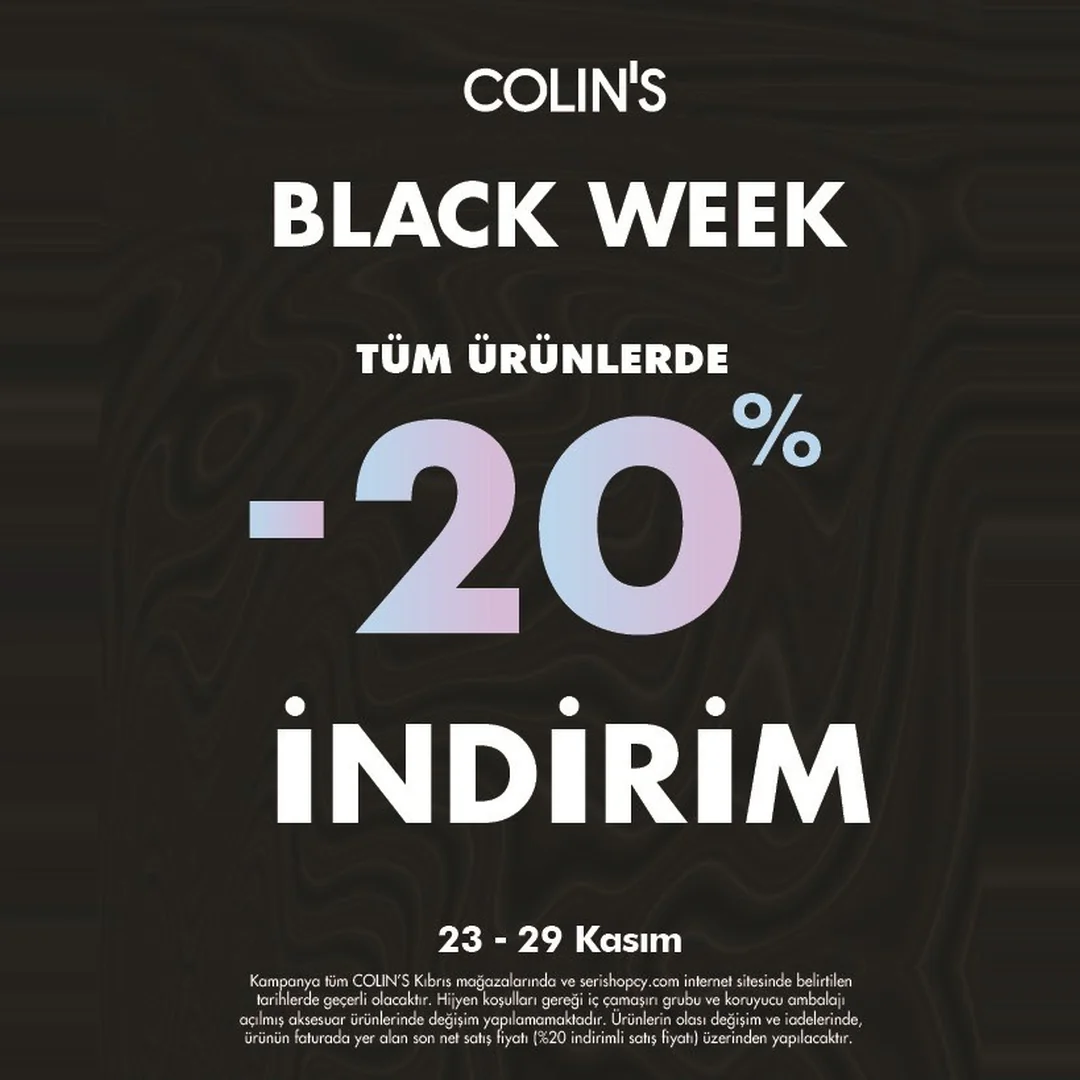 COLIN'S
BLACK WEEK
TÜM ÜRÜNLERDE
-20%
İNDİRİM
23 - 29 Kasım
Kampanya tüm COLIN'S Kıbrıs mağazalarında ve serishopcy.com internet sitesinde belirtilen
tarihlerde geçerli olacaktır. Hijyen koşulları gereği iç çamaşırı grubu ve koruyucu ambalajı
açılmış aksesuar ürünlerinde değişim yapılamamaktadır. Ürünlerin olası değişim ve iadelerinde,
ürünün faturada yer alan son net satış fiyatı (%20 indirimli satış fiyatı) üzerinden yapılacaktır.